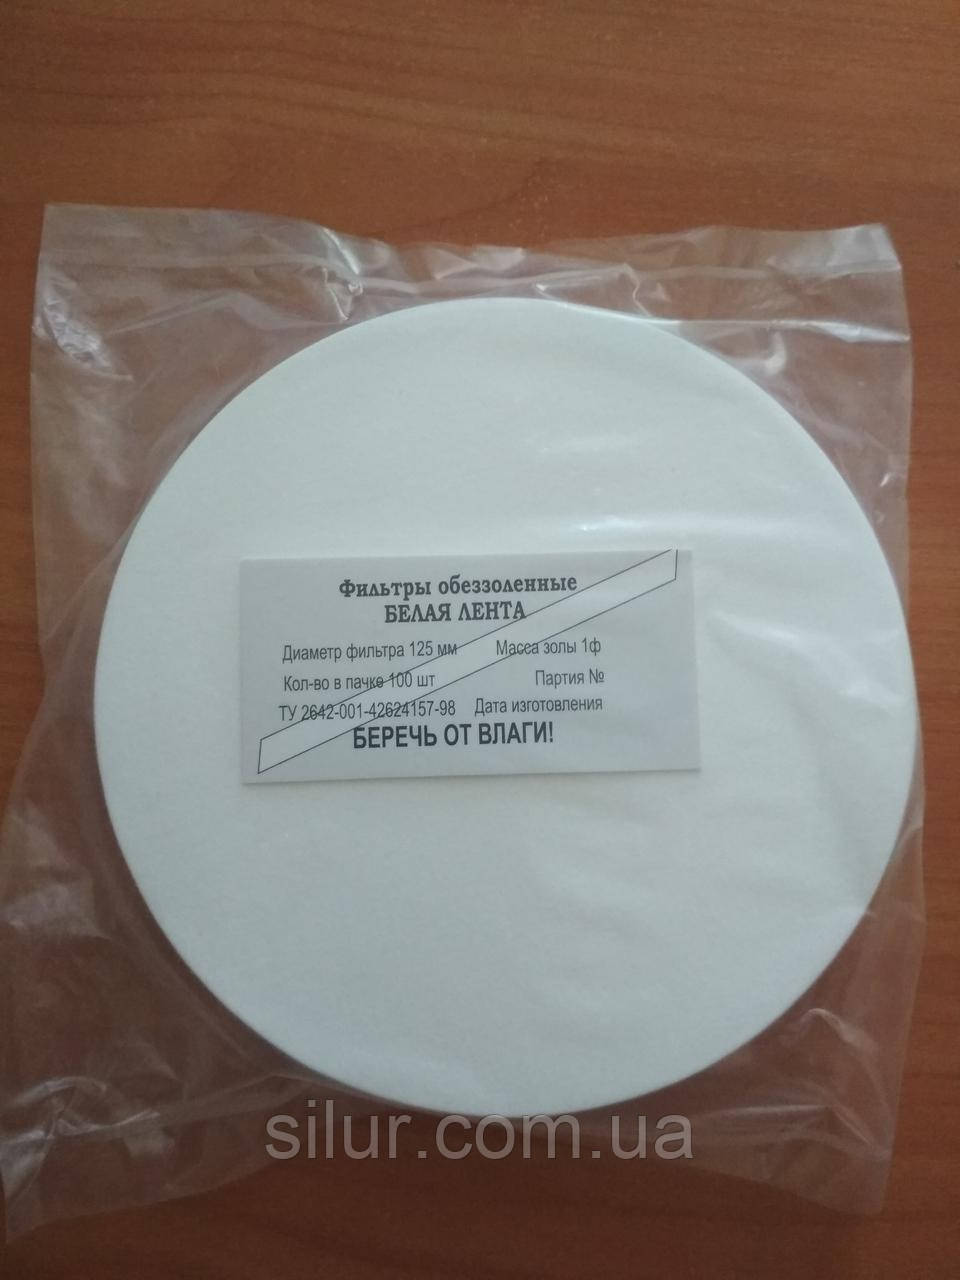 Фильтры обеззоленные
БЕЛАЯ ЛЕНТА
Диаметр фильтра 125 мм Масса золы 1ф
Кол-во в пачке 100 шт Партия №
ТУ 2642-001-42624157-98 Дата изготовления
БЕРЕЧЬ ОТ ВЛАГИ!
silur.com.ua